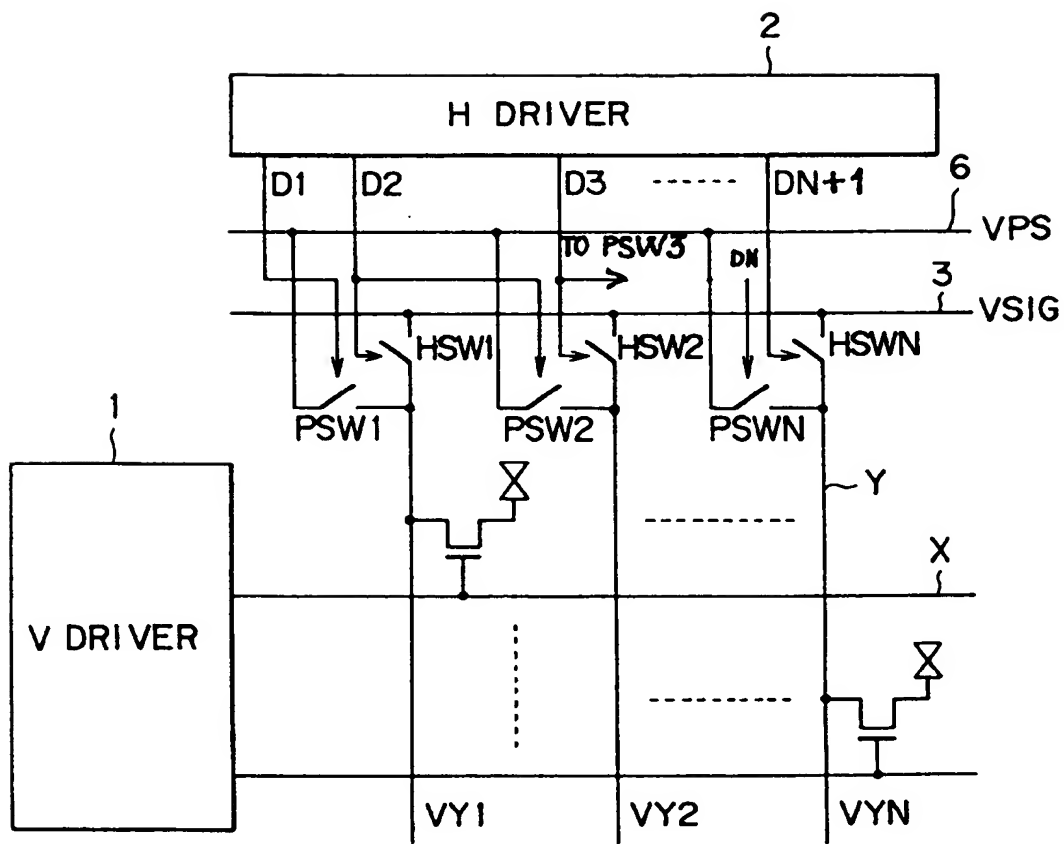 2
H DRIVER
D1 D2 D3 DN+1
6
VPS
TO PSW3
DN
3
VSIG
HSW1 HSW2 HSWN
PSW1 PSW2 PSWN
1
Y
X
V DRIVER
VY1 VY2 VYN